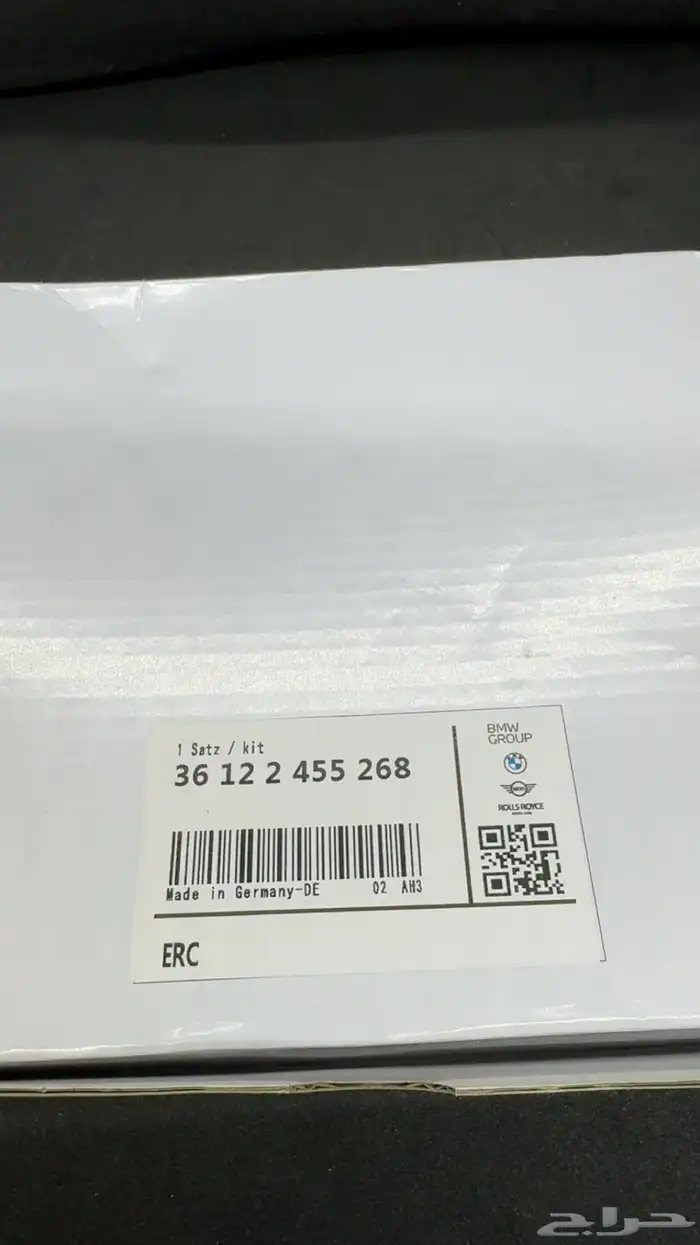 1 Satz / kit
36 12 2 455 268
Made in Germany-DE 02 AH3
ERC
BMW
GROUP
ROLLS-ROYCE
حراج